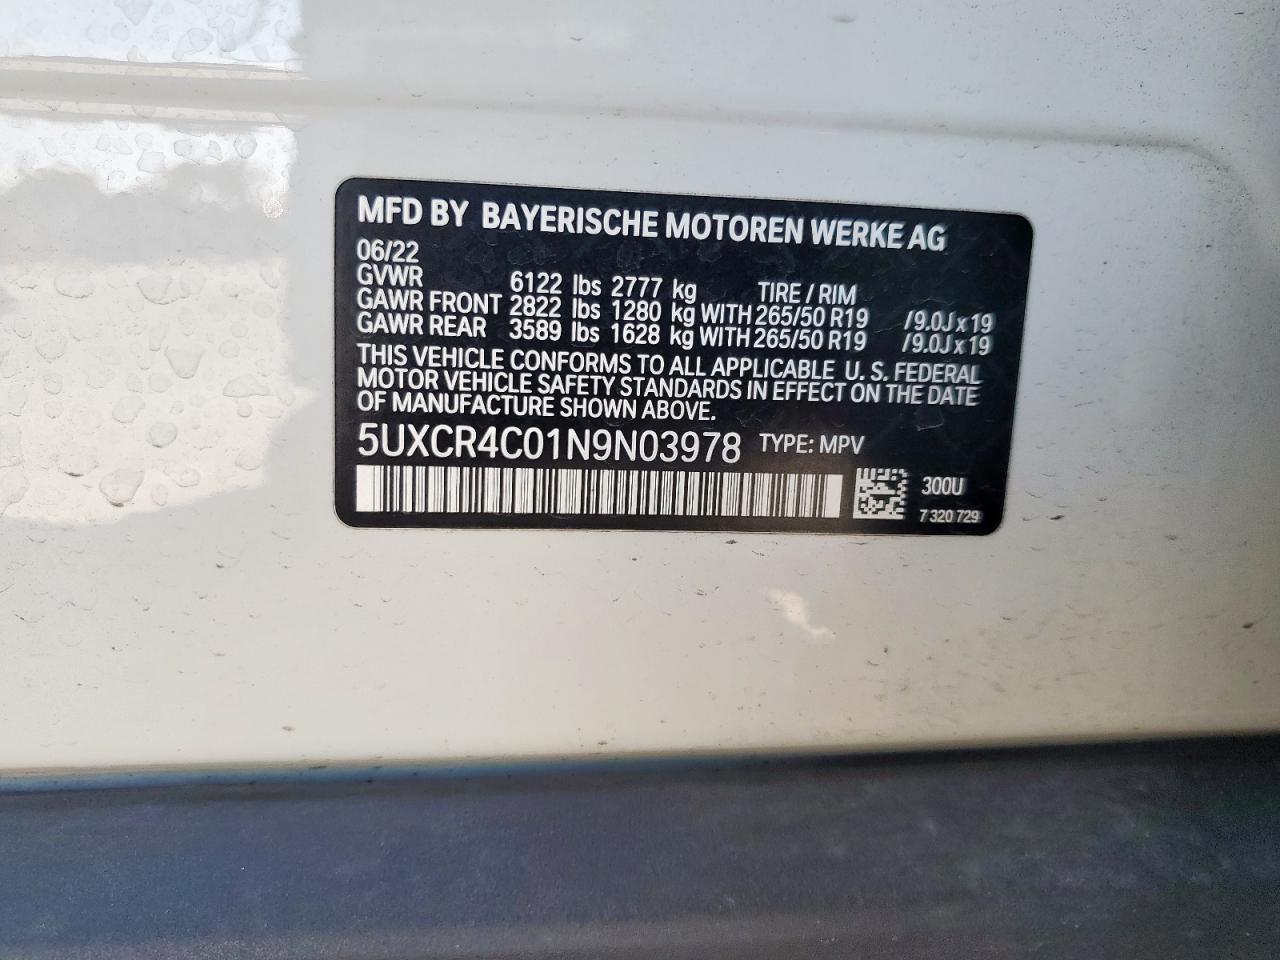 MFD BY BAYERISCHE MOTOREN WERKE AG
06/22
GVWR 6122 lbs 2777 kg TIRE / RIM
GAWR FRONT 2822 lbs 1280 kg WITH 265/50 R19 /9.0J x 19
GAWR REAR 3589 lbs 1628 kg WITH 265/50 R19 /9.0J x 19
THIS VEHICLE CONFORMS TO ALL APPLICABLE U. S. FEDERAL
MOTOR VEHICLE SAFETY STANDARDS IN EFFECT ON THE DATE
OF MANUFACTURE SHOWN ABOVE.
5UXCR4C01N9N03978 TYPE: MPV
300U
7 320 729